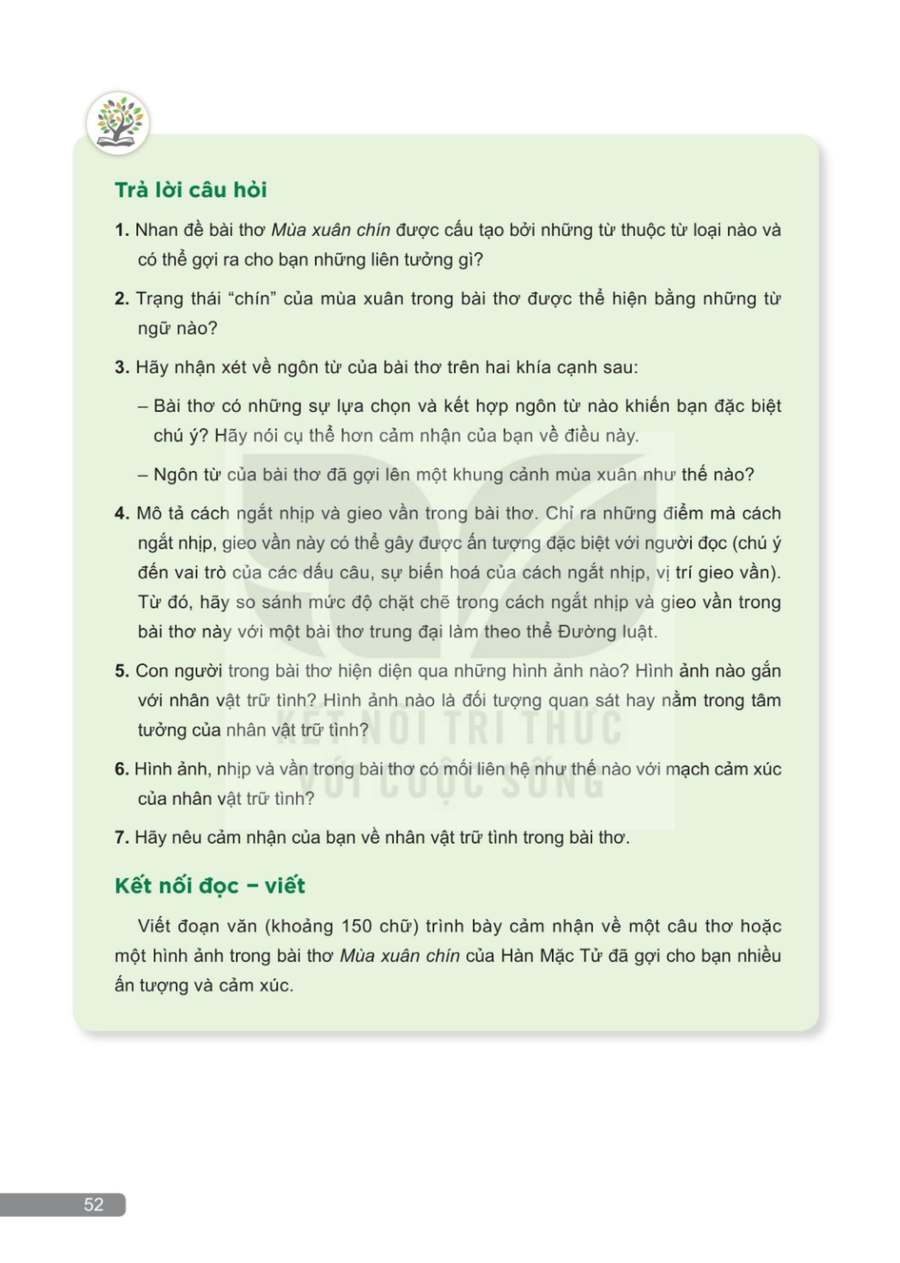 Trả lời câu hỏi
1. Nhan đề bài thơ Mùa xuân chín được cấu tạo bởi những từ thuộc từ loại nào và
có thể gợi ra cho bạn những liên tưởng gì?
2. Trạng thái “chín” của mùa xuân trong bài thơ được thể hiện bằng những từ
ngữ nào?
3. Hãy nhận xét về ngôn từ của bài thơ trên hai khía cạnh sau:
– Bài thơ có những sự lựa chọn và kết hợp ngôn từ nào khiến bạn đặc biệt
chú ý? Hãy nói cụ thể hơn cảm nhận của bạn về điều này.
– Ngôn từ của bài thơ đã gợi lên một khung cảnh mùa xuân như thế nào?
4. Mô tả cách ngắt nhịp và gieo vần trong bài thơ. Chỉ ra những điểm mà cách
ngắt nhịp, gieo vần này có thể gây được ấn tượng đặc biệt với người đọc (chú ý
đến vai trò của các dấu câu, sự biến hoá của cách ngắt nhịp, vị trí gieo vần).
Từ đó, hãy so sánh mức độ chặt chẽ trong cách ngắt nhịp và gieo vần trong
bài thơ này với một bài thơ trung đại làm theo thể Đường luật.
5. Con người trong bài thơ hiện diện qua những hình ảnh nào? Hình ảnh nào gắn
với nhân vật trữ tình? Hình ảnh nào là đối tượng quan sát hay nằm trong tâm
tưởng của nhân vật trữ tình?
KẾT NỐI TRI THỨC
6. Hình ảnh, nhịp và vần trong bài thơ có mối liên hệ như thế nào với mạch cảm xúc
VỚI CUỘC SỐNG
của nhân vật trữ tình?
7. Hãy nêu cảm nhận của bạn về nhân vật trữ tình trong bài thơ.
Kết nối đọc – viết
Viết đoạn văn (khoảng 150 chữ) trình bày cảm nhận về một câu thơ hoặc
một hình ảnh trong bài thơ Mùa xuân chín của Hàn Mặc Tử đã gợi cho bạn nhiều
ấn tượng và cảm xúc.
52